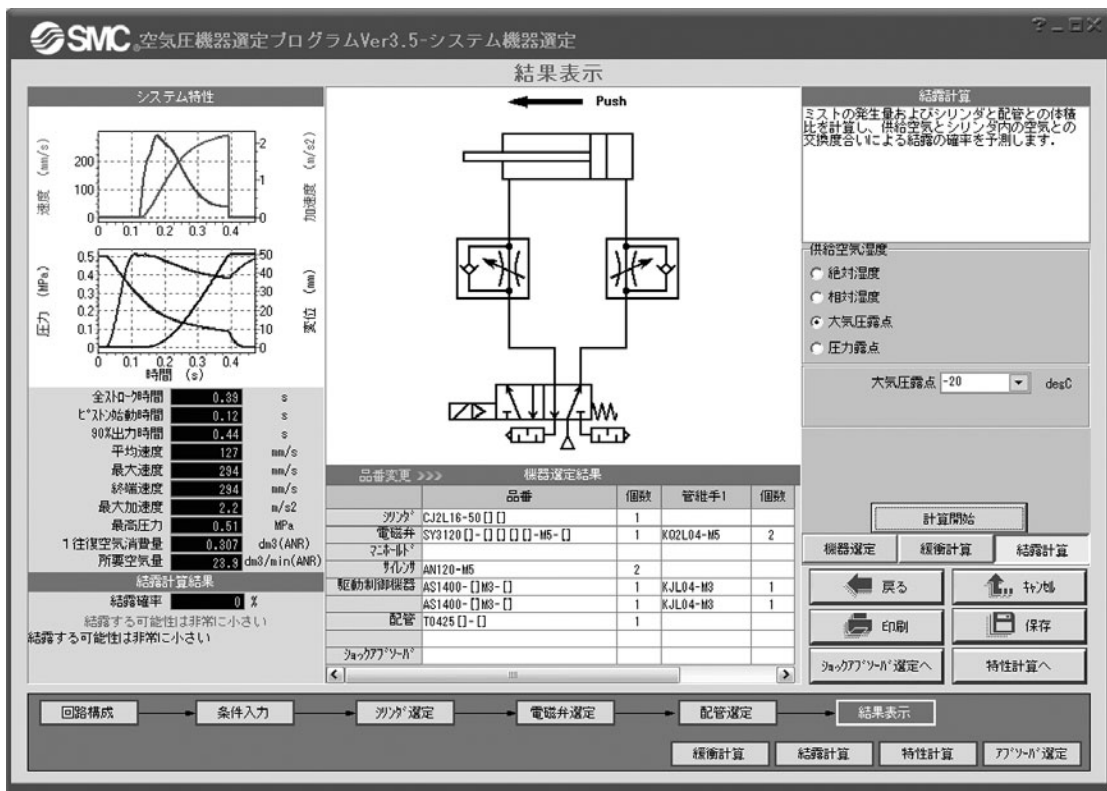 SMC 空気圧機器選定プログラムVer3.5-システム機器選定
結果表示
システム特性
速度 (mm/s)
200
100
0
2
1
0
加速度 (m/s2)
0 0.1 0.2 0.3 0.4
圧力 (MPa)
0.5
0.4
0.3
0.2
0.1
0
50
40
30
20
10
0
変位 (mm)
0 0.1 0.2 0.3 0.4
時間 (s)
全ストローク時間 0.39 s
ピストン始動時間 0.12 s
90%出力時間 0.44 s
平均速度 127 mm/s
最大速度 294 mm/s
終端速度 294 mm/s
最大加速度 2.2 m/s2
最高圧力 0.51 MPa
1往復空気消費量 0.307 dm3(ANR)
所要空気量 23.9 dm3/min(ANR)
結露計算結果
結露確率 0 %
結露する可能性は非常に小さい
結露する可能性は非常に小さい
Push
品番変更 >>> 機器選定結果
品番 個数 管継手1 個数
シリンダ CJ2L16-50[][] 1
電磁弁 SY3120[]-[][][][]-M5-[] 1 KQ2L04-M5 2
マニホールド
サイレンサ AN120-M5 2
駆動制御機器 AS1400-[]M3-[] 1 KJL04-M3 1
AS1400-[]M3-[] 1 KJL04-M3 1
配管 T0425[]-[] 1
ショックアブソーバ
結露計算
ミストの発生量およびシリンダと配管との体積
比を計算し、供給空気とシリンダ内の空気との
交換度合いによる結露の確率を予測します.
供給空気湿度
絶対湿度
相対湿度
大気圧露点
圧力露点
大気圧露点 -20 degC
計算開始
機器選定 緩衝計算 結露計算
戻る キャンセル
印刷 保存
ショックアブソーバ選定へ 特性計算へ
回路構成 条件入力 シリンダ選定 電磁弁選定 配管選定 結果表示
緩衝計算 結露計算 特性計算 アブソーバ選定